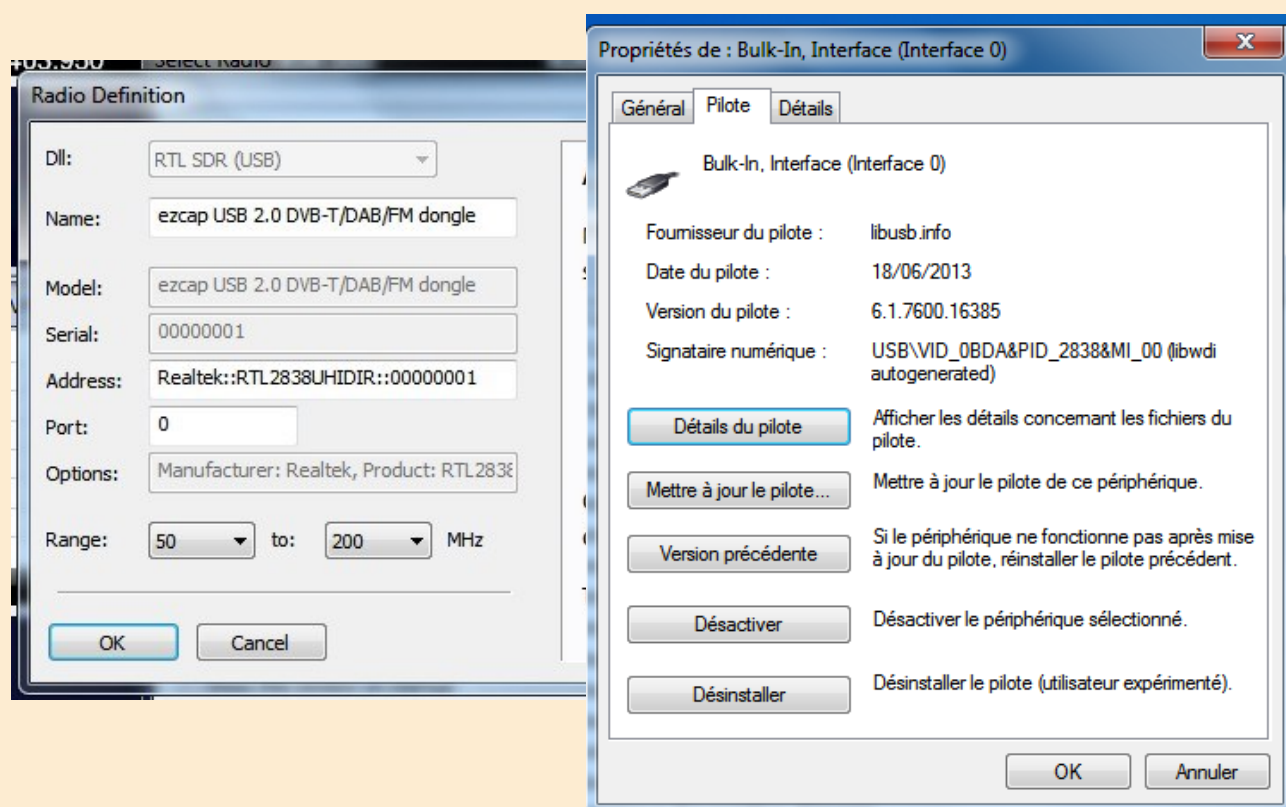 403.950
Select Radio
Radio Definition
Dll:
RTL SDR (USB)
Name:
ezcap USB 2.0 DVB-T/DAB/FM dongle
Model:
ezcap USB 2.0 DVB-T/DAB/FM dongle
Serial:
00000001
Address:
Realtek::RTL2838UHIDIR::00000001
Port:
0
Options:
Manufacturer: Realtek, Product: RTL2838
Range:
50
to:
200
MHz
OK
Cancel
Propriétés de : Bulk-In, Interface (Interface 0)
Général
Pilote
Détails
Bulk-In, Interface (Interface 0)
Fournisseur du pilote :
libusb.info
Date du pilote :
18/06/2013
Version du pilote :
6.1.7600.16385
Signataire numérique :
USB\VID_0BDA&PID_2838&MI_00 (libwdi
autogenerated)
Détails du pilote
Afficher les détails concernant les fichiers du
pilote.
Mettre à jour le pilote...
Mettre à jour le pilote de ce périphérique.
Version précédente
Si le périphérique ne fonctionne pas après mise
à jour du pilote, réinstaller le pilote précédent.
Désactiver
Désactiver le périphérique sélectionné.
Désinstaller
Désinstaller le pilote (utilisateur expérimenté).
OK
Annuler